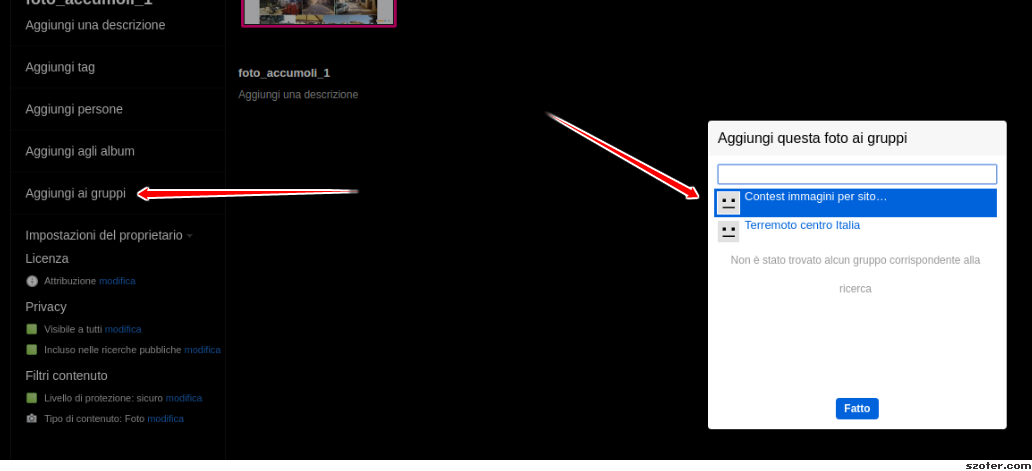 foto_accumoli_1
Aggiungi una descrizione
Aggiungi tag
Aggiungi persone
Aggiungi agli album
Aggiungi ai gruppi
Impostazioni del proprietario
Licenza
Attribuzione modifica
Privacy
Visibile a tutti modifica
Incluso nelle ricerche pubbliche modifica
Filtri contenuto
Livello di protezione: sicuro modifica
Tipo di contenuto: Foto modifica
foto_accumoli_1
Aggiungi una descrizione
Aggiungi questa foto ai gruppi
Contest immagini per sito…
Terremoto centro Italia
Non è stato trovato alcun gruppo corrispondente alla
ricerca
Fatto
szoter.com